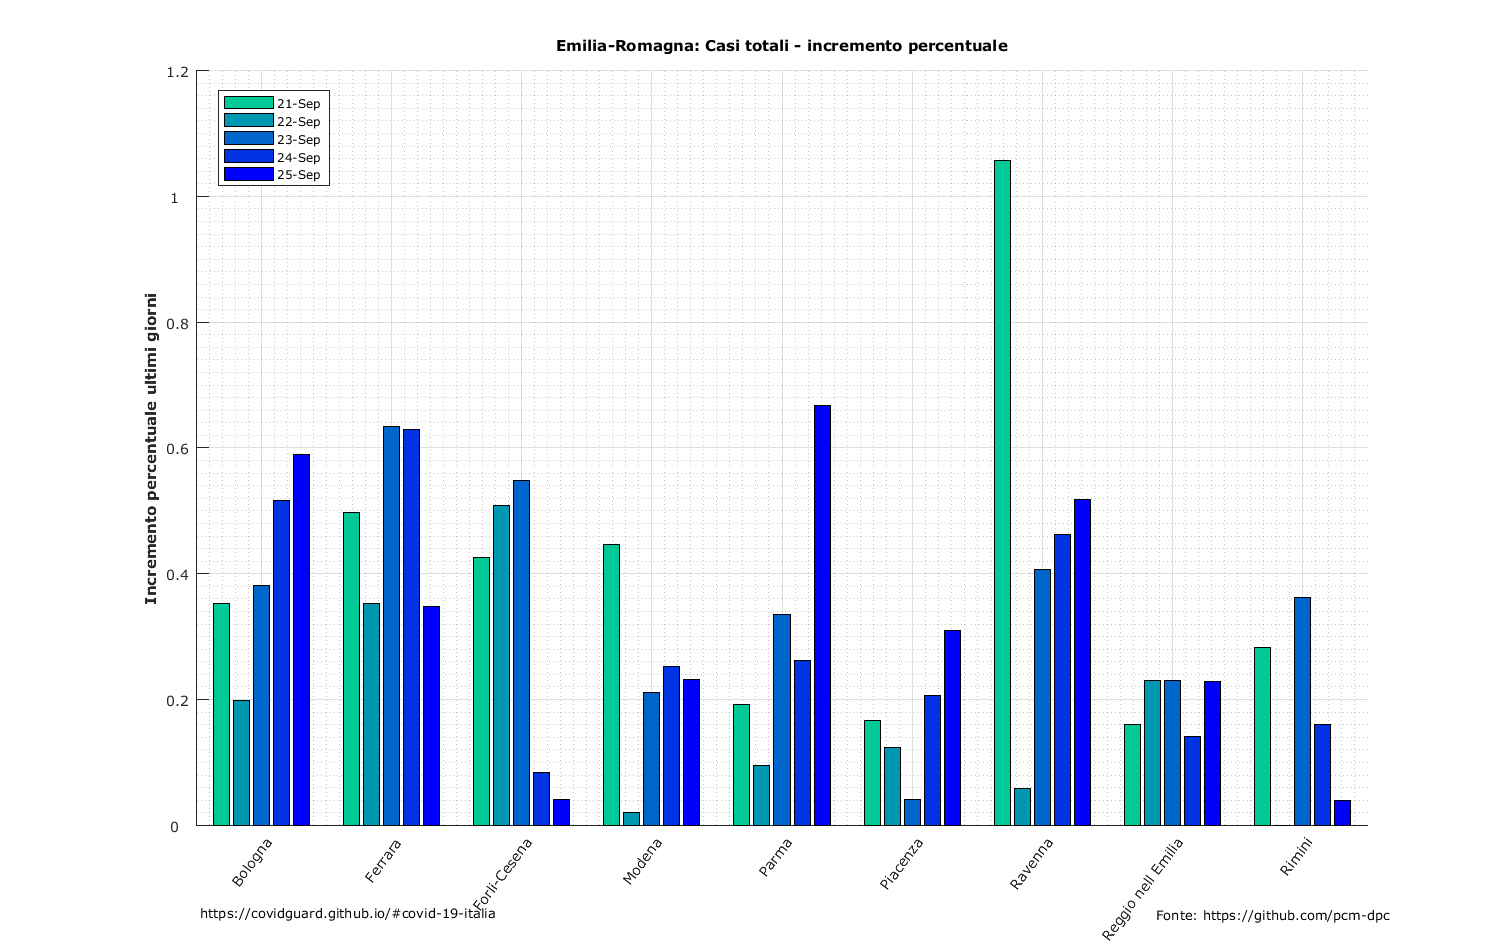 Emilia-Romagna: Casi totali - incremento percentuale
1.2
1
0.8
0.6
0.4
0.2
0
Incremento percentuale ultimi giorni
21-Sep
22-Sep
23-Sep
24-Sep
25-Sep
Bologna
Ferrara
Forlì-Cesena
Modena
Parma
Piacenza
Ravenna
Reggio nell Emilia
Rimini
https://covidguard.github.io/#covid-19-italia
Fonte: https://github.com/pcm-dpc